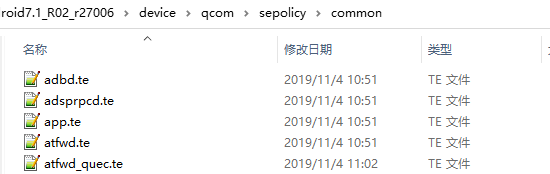 roid7.1_R02_r27006 > device > qcom > sepolicy > common
名称 修改日期 类型
adbd.te 2019/11/4 10:51 TE 文件
adsprpcd.te 2019/11/4 10:51 TE 文件
app.te 2019/11/4 10:51 TE 文件
atfwd.te 2019/11/4 10:51 TE 文件
atfwd_quec.te 2019/11/4 11:02 TE 文件